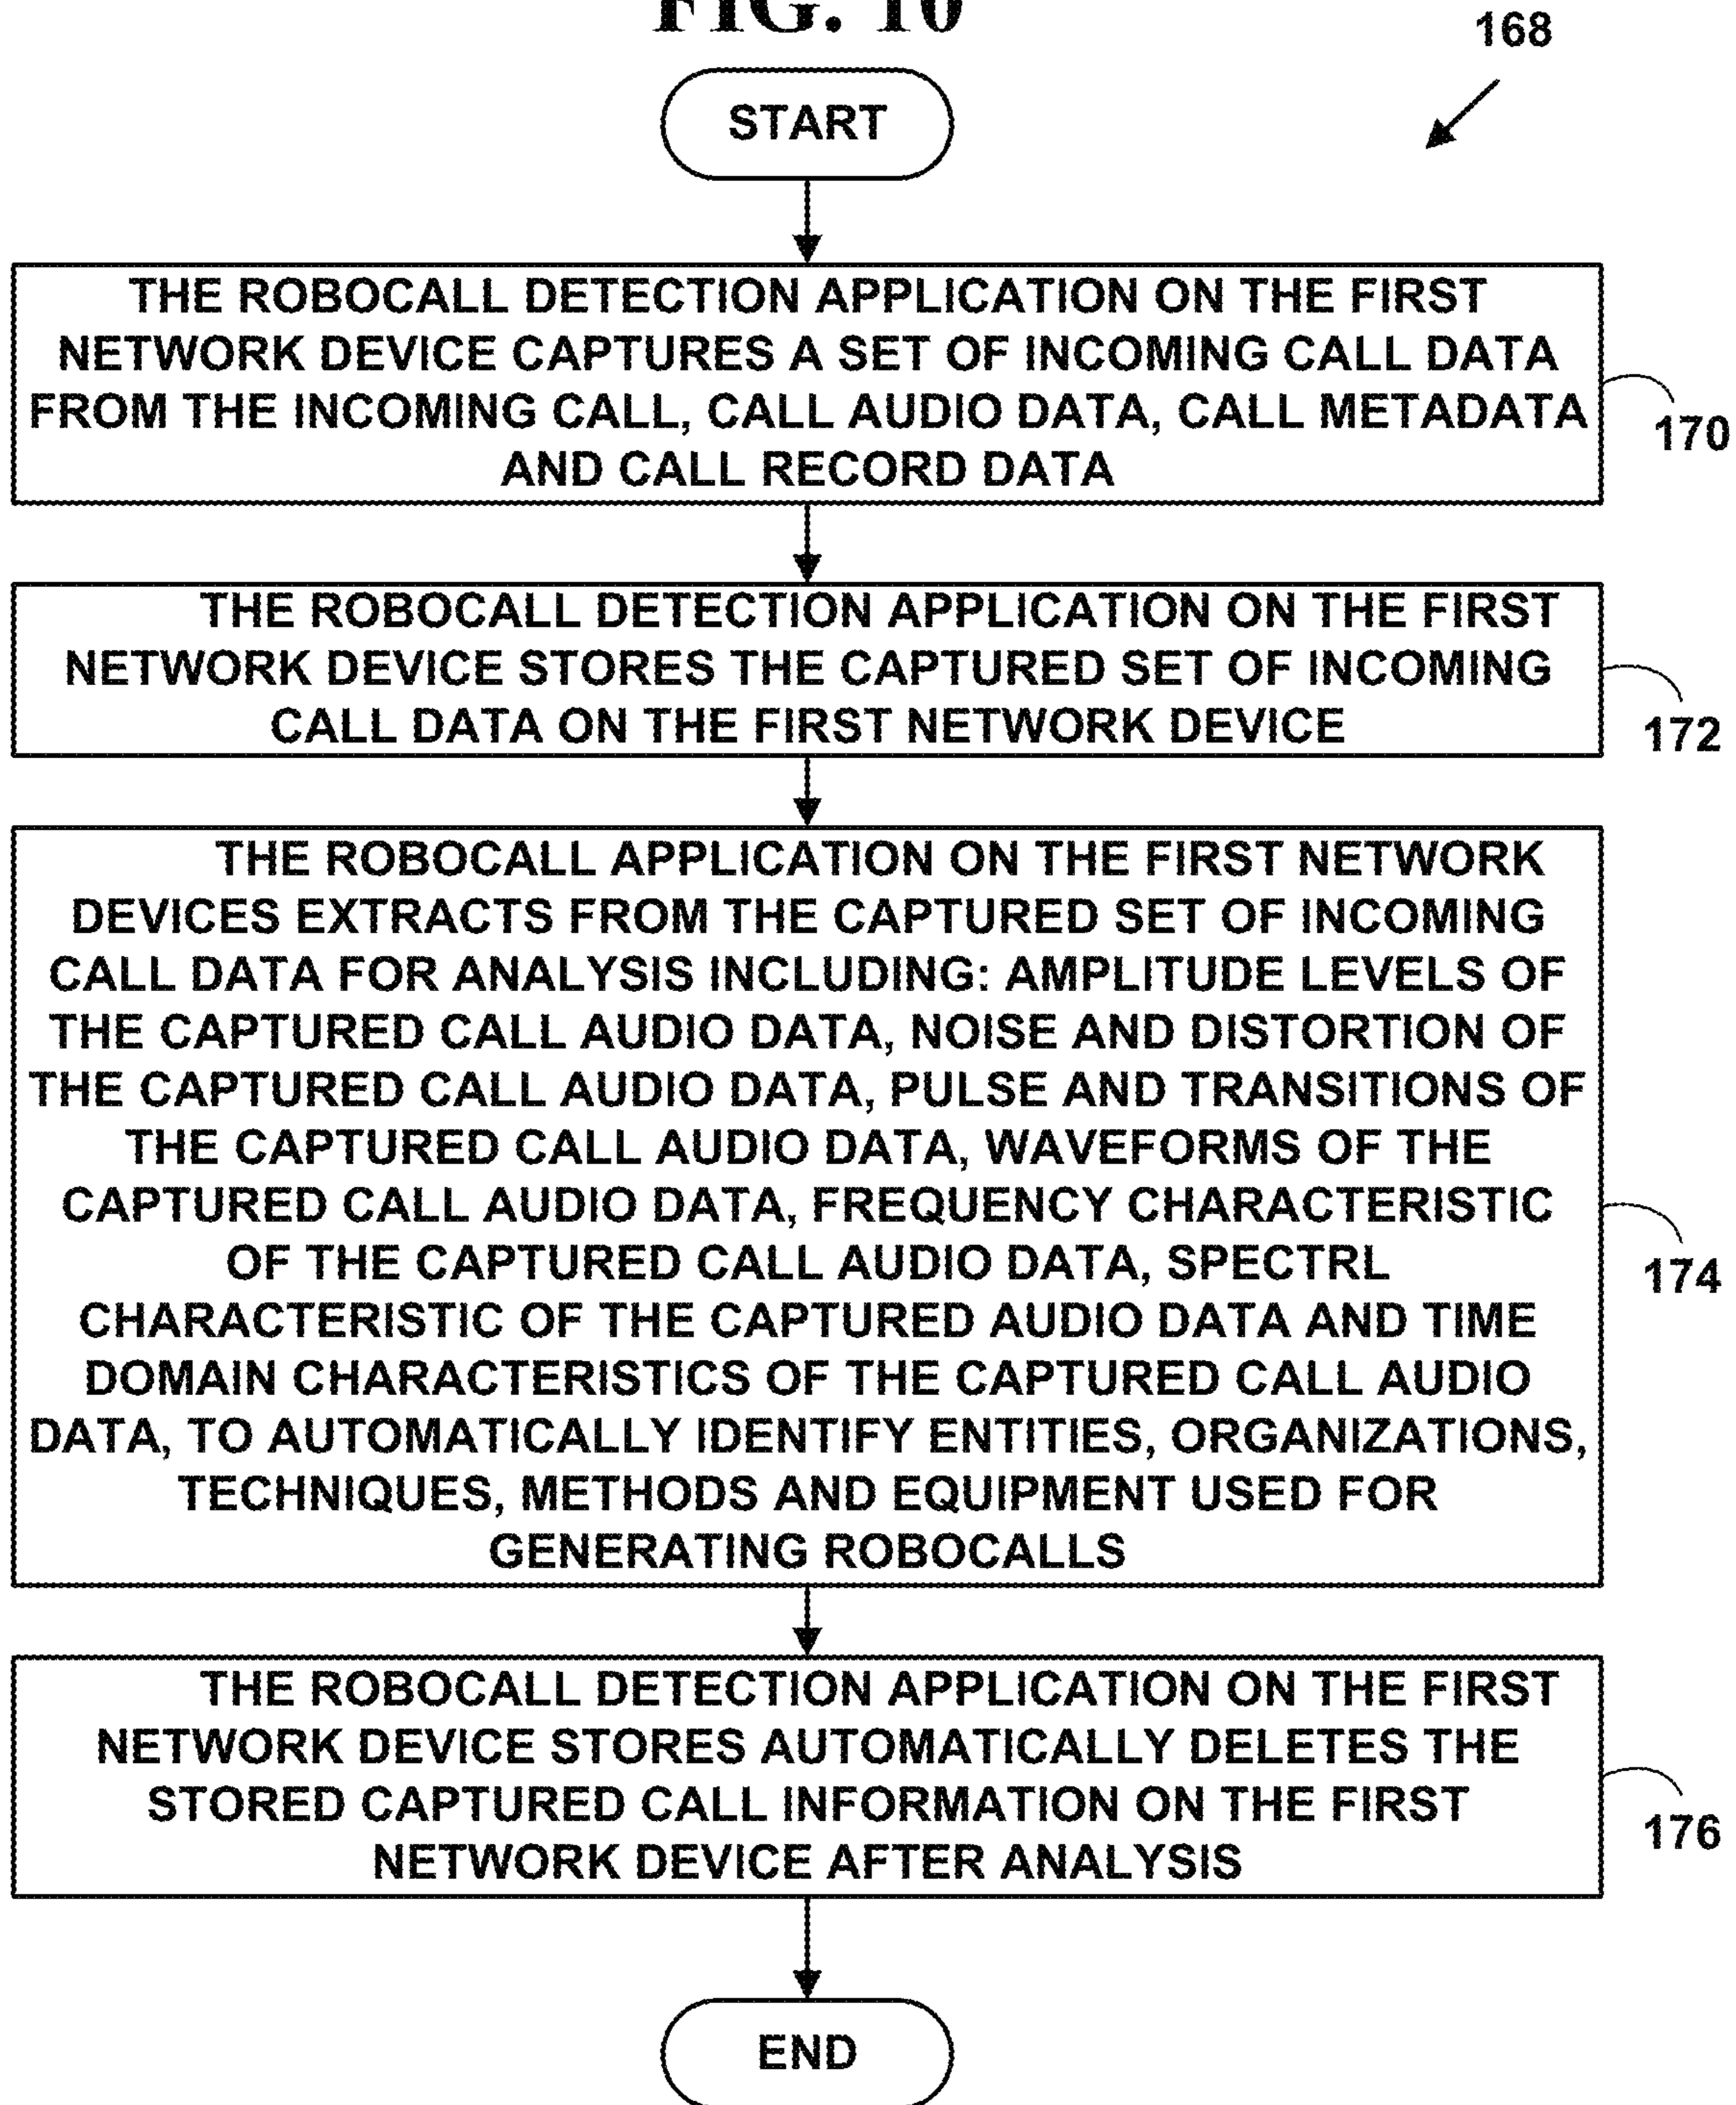 FIG. 10
168
START
THE ROBOCALL DETECTION APPLICATION ON THE FIRST
NETWORK DEVICE CAPTURES A SET OF INCOMING CALL DATA
FROM THE INCOMING CALL, CALL AUDIO DATA, CALL METADATA
AND CALL RECORD DATA
170
THE ROBOCALL DETECTION APPLICATION ON THE FIRST
NETWORK DEVICE STORES THE CAPTURED SET OF INCOMING
CALL DATA ON THE FIRST NETWORK DEVICE
172
THE ROBOCALL APPLICATION ON THE FIRST NETWORK
DEVICES EXTRACTS FROM THE CAPTURED SET OF INCOMING
CALL DATA FOR ANALYSIS INCLUDING: AMPLITUDE LEVELS OF
THE CAPTURED CALL AUDIO DATA, NOISE AND DISTORTION OF
THE CAPTURED CALL AUDIO DATA, PULSE AND TRANSITIONS OF
THE CAPTURED CALL AUDIO DATA, WAVEFORMS OF THE
CAPTURED CALL AUDIO DATA, FREQUENCY CHARACTERISTIC
OF THE CAPTURED CALL AUDIO DATA, SPECTRL
CHARACTERISTIC OF THE CAPTURED AUDIO DATA AND TIME
DOMAIN CHARACTERISTICS OF THE CAPTURED CALL AUDIO
DATA, TO AUTOMATICALLY IDENTIFY ENTITIES, ORGANIZATIONS,
TECHNIQUES, METHODS AND EQUIPMENT USED FOR
GENERATING ROBOCALLS
174
THE ROBOCALL DETECTION APPLICATION ON THE FIRST
NETWORK DEVICE STORES AUTOMATICALLY DELETES THE
STORED CAPTURED CALL INFORMATION ON THE FIRST
NETWORK DEVICE AFTER ANALYSIS
176
END